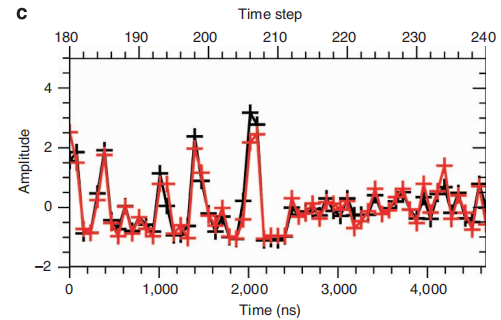 c
Time step
180 190 200 210 220 230 240
Amplitude
4
2
0
−2
0 1,000 2,000 3,000 4,000
Time (ns)